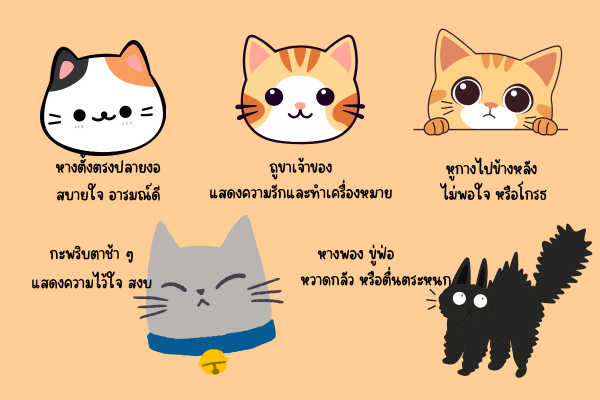 หางตั้งตรงปลายงอ
สบายใจ อารมณ์ดี
ถูขาเจ้าของ
แสดงความรักและทำเครื่องหมาย
หูกางไปข้างหลัง
ไม่พอใจ หรือโกรธ
กะพริบตาช้า ๆ
แสดงความไว้ใจ สงบ
หางพอง ขู่ฟ่อ
หวาดกลัว หรือตื่นตระหนก